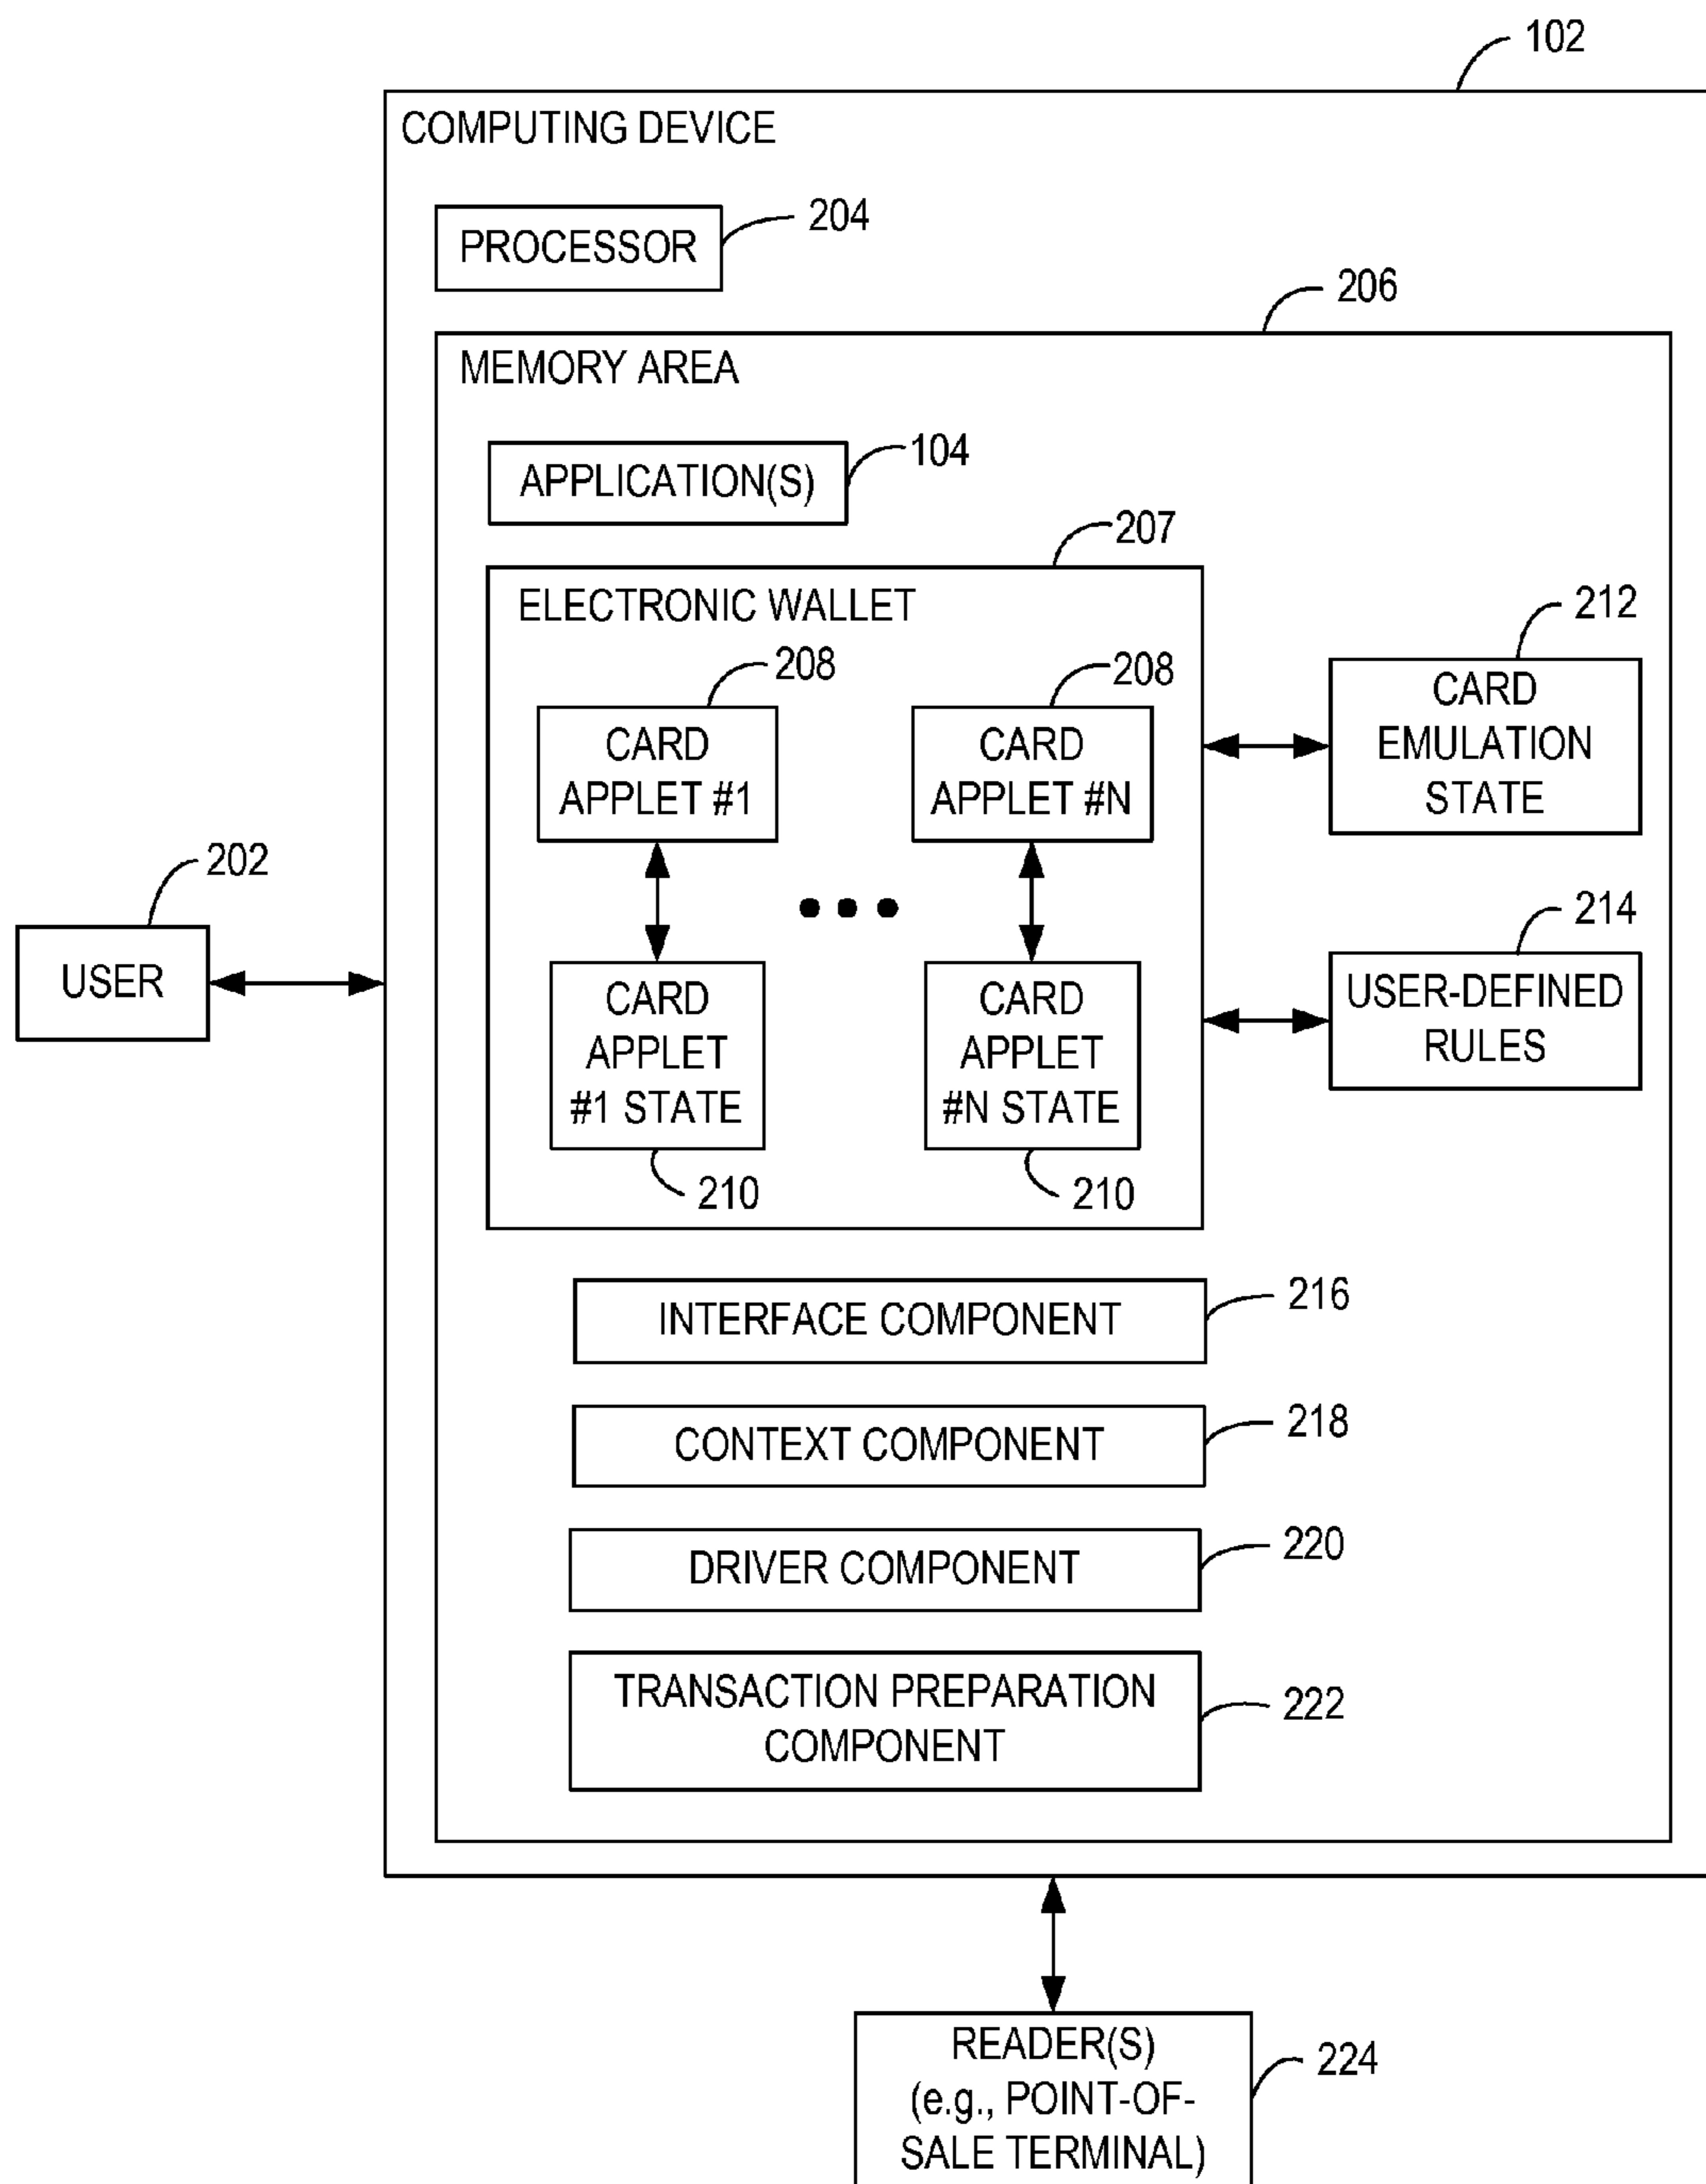 102
COMPUTING DEVICE
PROCESSOR
204
206
MEMORY AREA
APPLICATION(S)
104
207
ELECTRONIC WALLET
208
208
212
CARD
APPLET #1
CARD
APPLET #N
CARD
EMULATION
STATE
202
USER
214
USER-DEFINED
RULES
CARD
APPLET
#1 STATE
CARD
APPLET
#N STATE
210
210
INTERFACE COMPONENT
216
CONTEXT COMPONENT
218
DRIVER COMPONENT
220
TRANSACTION PREPARATION
COMPONENT
222
READER(S)
(e.g., POINT-OF-
SALE TERMINAL)
224